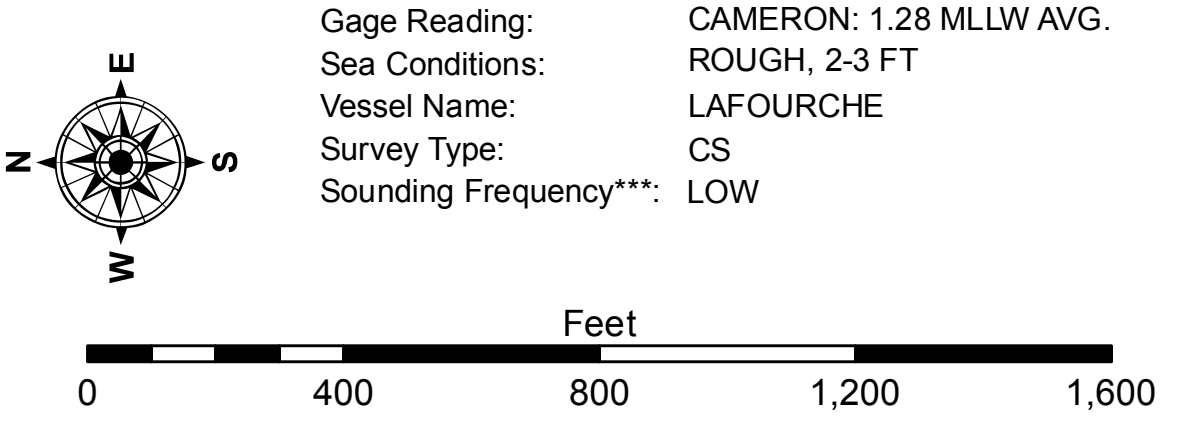 E
N
S
W
Gage Reading: CAMERON: 1.28 MLLW AVG.
Sea Conditions: ROUGH, 2-3 FT
Vessel Name: LAFOURCHE
Survey Type: CS
Sounding Frequency***: LOW
Feet
0 400 800 1,200 1,600